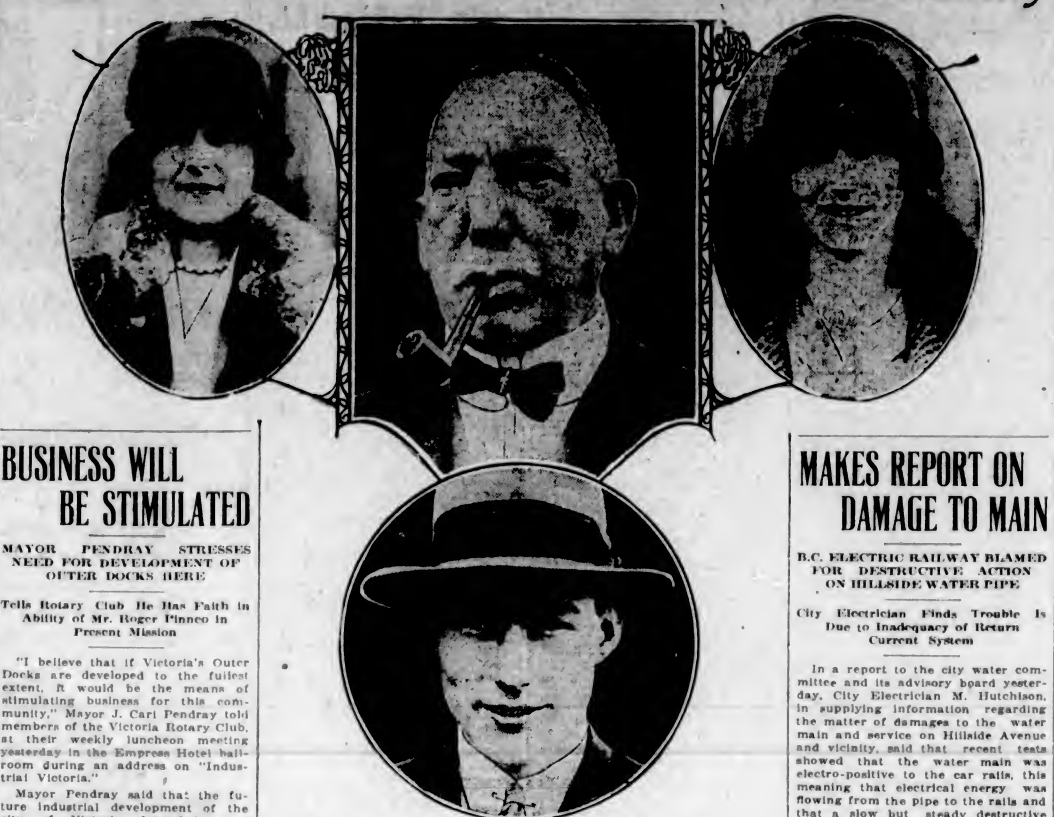 BUSINESS WILL
BE STIMULATED
MAYOR PENDRAY STRESSES
NEED FOR DEVELOPMENT OF
OUTER DOCKS HERE
Tells Rotary Club He Has Faith in
Ability of Mr. Roger Pinneo in
Present Mission
"I believe that if Victoria's Outer
Docks are developed to the fullest
extent, it would be the means of
stimulating business for this com-
munity," Mayor J. Carl Pendray told
members of the Victoria Rotary Club,
at their weekly luncheon meeting
yesterday in the Empress Hotel ball-
room during an address on "Indus-
trial Victoria."
Mayor Pendray said that the fu-
ture industrial development of the
MAKES REPORT ON
DAMAGE TO MAIN
B.C. ELECTRIC RAILWAY BLAMED
FOR DESTRUCTIVE ACTION
ON HILLSIDE WATER PIPE
City Electrician Finds Trouble Is
Due to Inadequacy of Return
Current System
In a report to the city water com-
mittee and its advisory board yester-
day, City Electrician M. Hutchison,
in supplying information regarding
the matter of damages to the water
main and service on Hillside Avenue
and vicinity, said that recent tests
showed that the water main was
electro-positive to the car rails, this
meaning that electrical energy was
flowing from the pipe to the rails and
that a slow but steady destructive